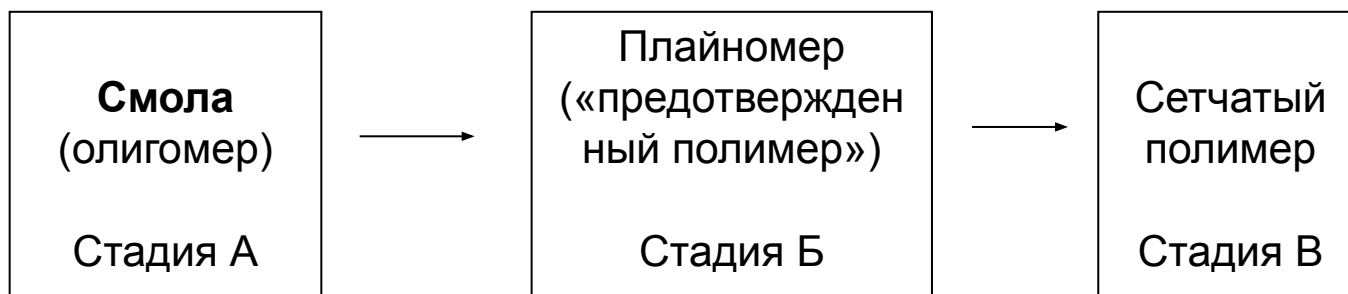 Смола
(олигомер)
Стадия А
Плайномер
(«предотвержден
ный полимер»)
Стадия Б
Сетчатый
полимер
Стадия В